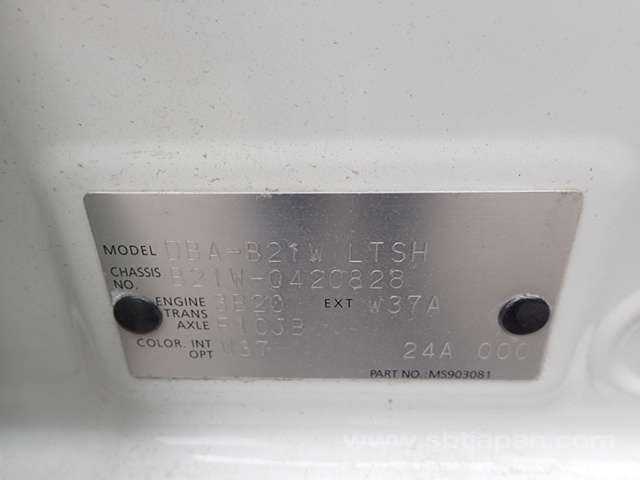 MODEL DBA-B21W LTSH
CHASSIS NO. B21W-0420828
ENGINE 3B20 EXT W37A
TRANS AXLE F1C3B
COLOR. INT OPT 24A 000
PART NO.:MS903081
www.sbtjapan.com